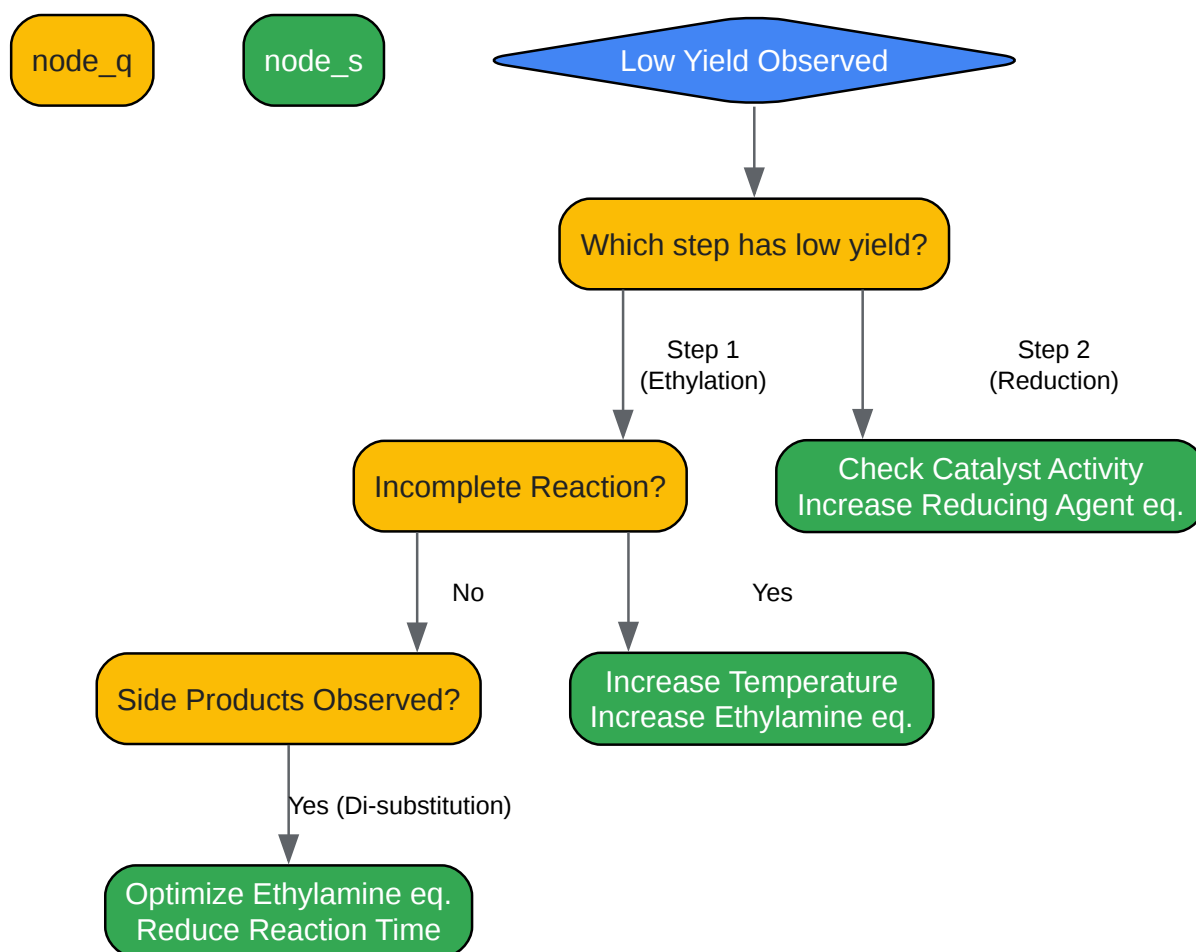 node_q
node_s
Low Yield Observed
Which step has low yield?
Step 1
(Ethylation)
Step 2
(Reduction)
Incomplete Reaction?
Check Catalyst Activity
Increase Reducing Agent eq.
No
Yes
Side Products Observed?
Increase Temperature
Increase Ethylamine eq.
Yes (Di-substitution)
Optimize Ethylamine eq.
Reduce Reaction Time